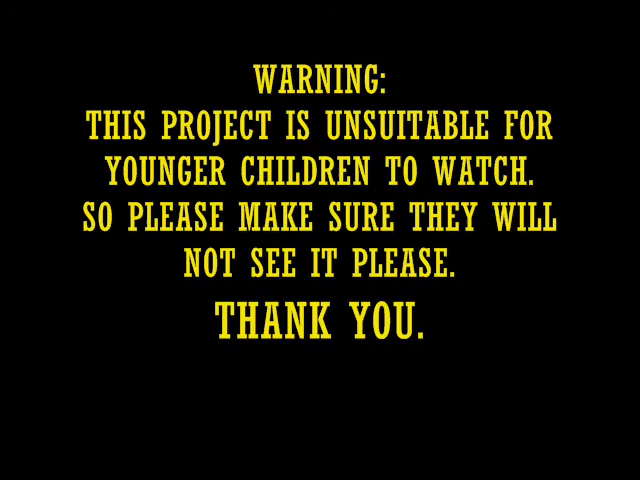 WARNING:
THIS PROJECT IS UNSUITABLE FOR
YOUNGER CHILDREN TO WATCH.
SO PLEASE MAKE SURE THEY WILL
NOT SEE IT PLEASE.
THANK YOU.